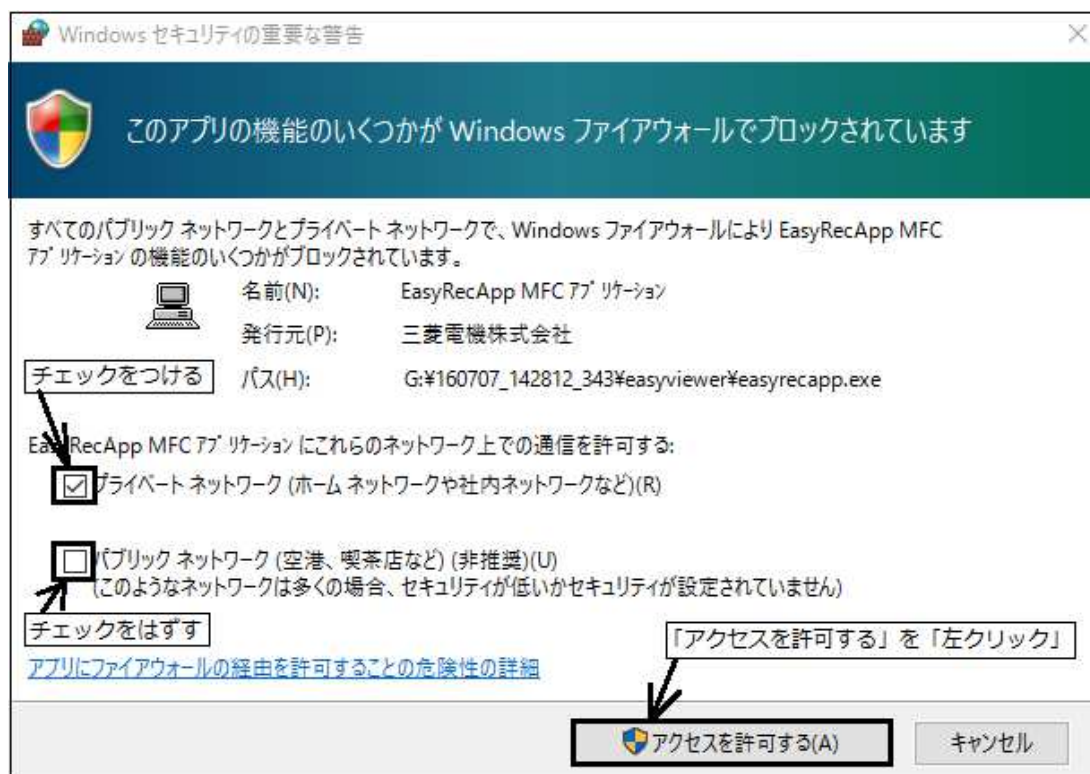 Windows セキュリティの重要な警告
このアプリの機能のいくつかが Windows ファイアウォールでブロックされています
すべてのパブリック ネットワークとプライベート ネットワークで、Windows ファイアウォールにより EasyRecApp MFC
ｱﾌﾟﾘｹｰｼｮﾝ の機能のいくつかがブロックされています。
名前(N): EasyRecApp MFC ｱﾌﾟﾘｹｰｼｮﾝ
発行元(P): 三菱電機株式会社
チェックをつける
パス(H): G:¥160707_142812_343¥easyviewer¥easyrecapp.exe
EasyRecApp MFC ｱﾌﾟﾘｹｰｼｮﾝ にこれらのネットワーク上での通信を許可する:
プライベート ネットワーク (ホーム ネットワークや社内ネットワークなど)(R)
パブリック ネットワーク (空港、喫茶店など) (非推奨)(U)
(このようなネットワークは多くの場合、セキュリティが低いかセキュリティが設定されていません)
チェックをはずす
「アクセスを許可する」を「左クリック」
アプリにファイアウォールの経由を許可することの危険性の詳細
アクセスを許可する(A)
キャンセル